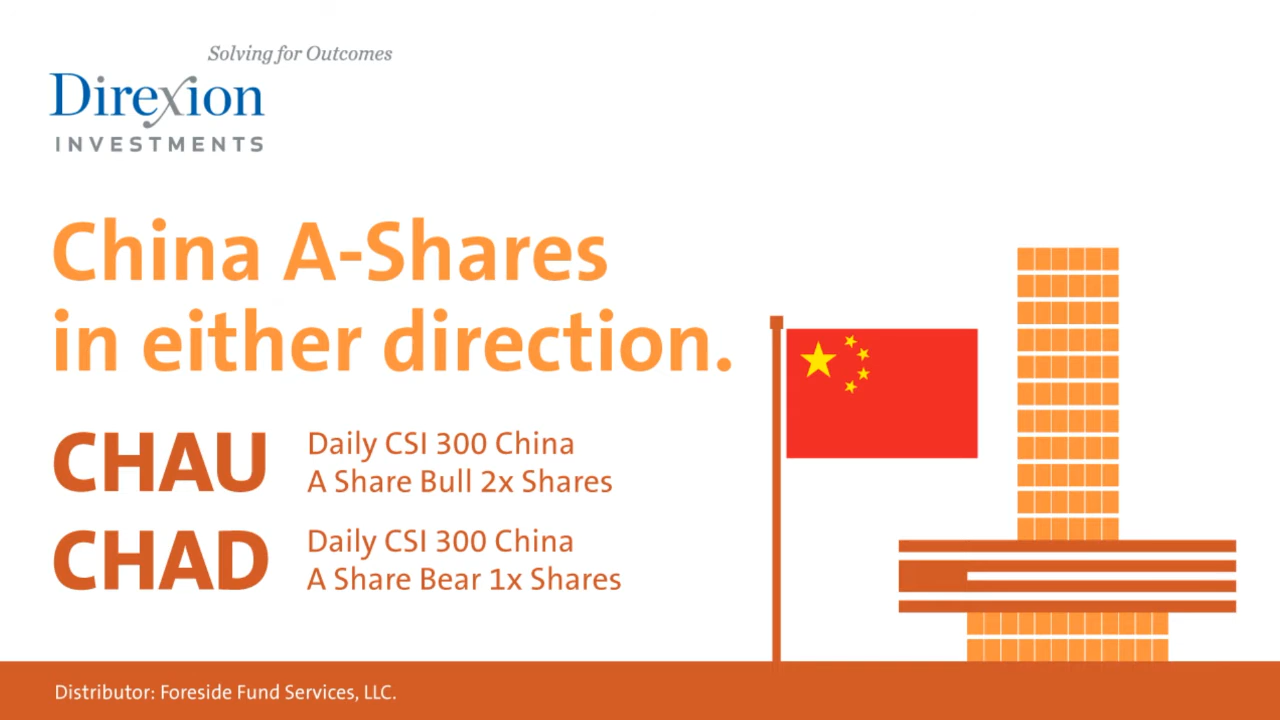 Solving for Outcomes
Direxion
INVESTMENTS
China A-Shares
in either direction.
CHAU
Daily CSI 300 China
A Share Bull 2x Shares
CHAD
Daily CSI 300 China
A Share Bear 1x Shares
Distributor: Foreside Fund Services, LLC.